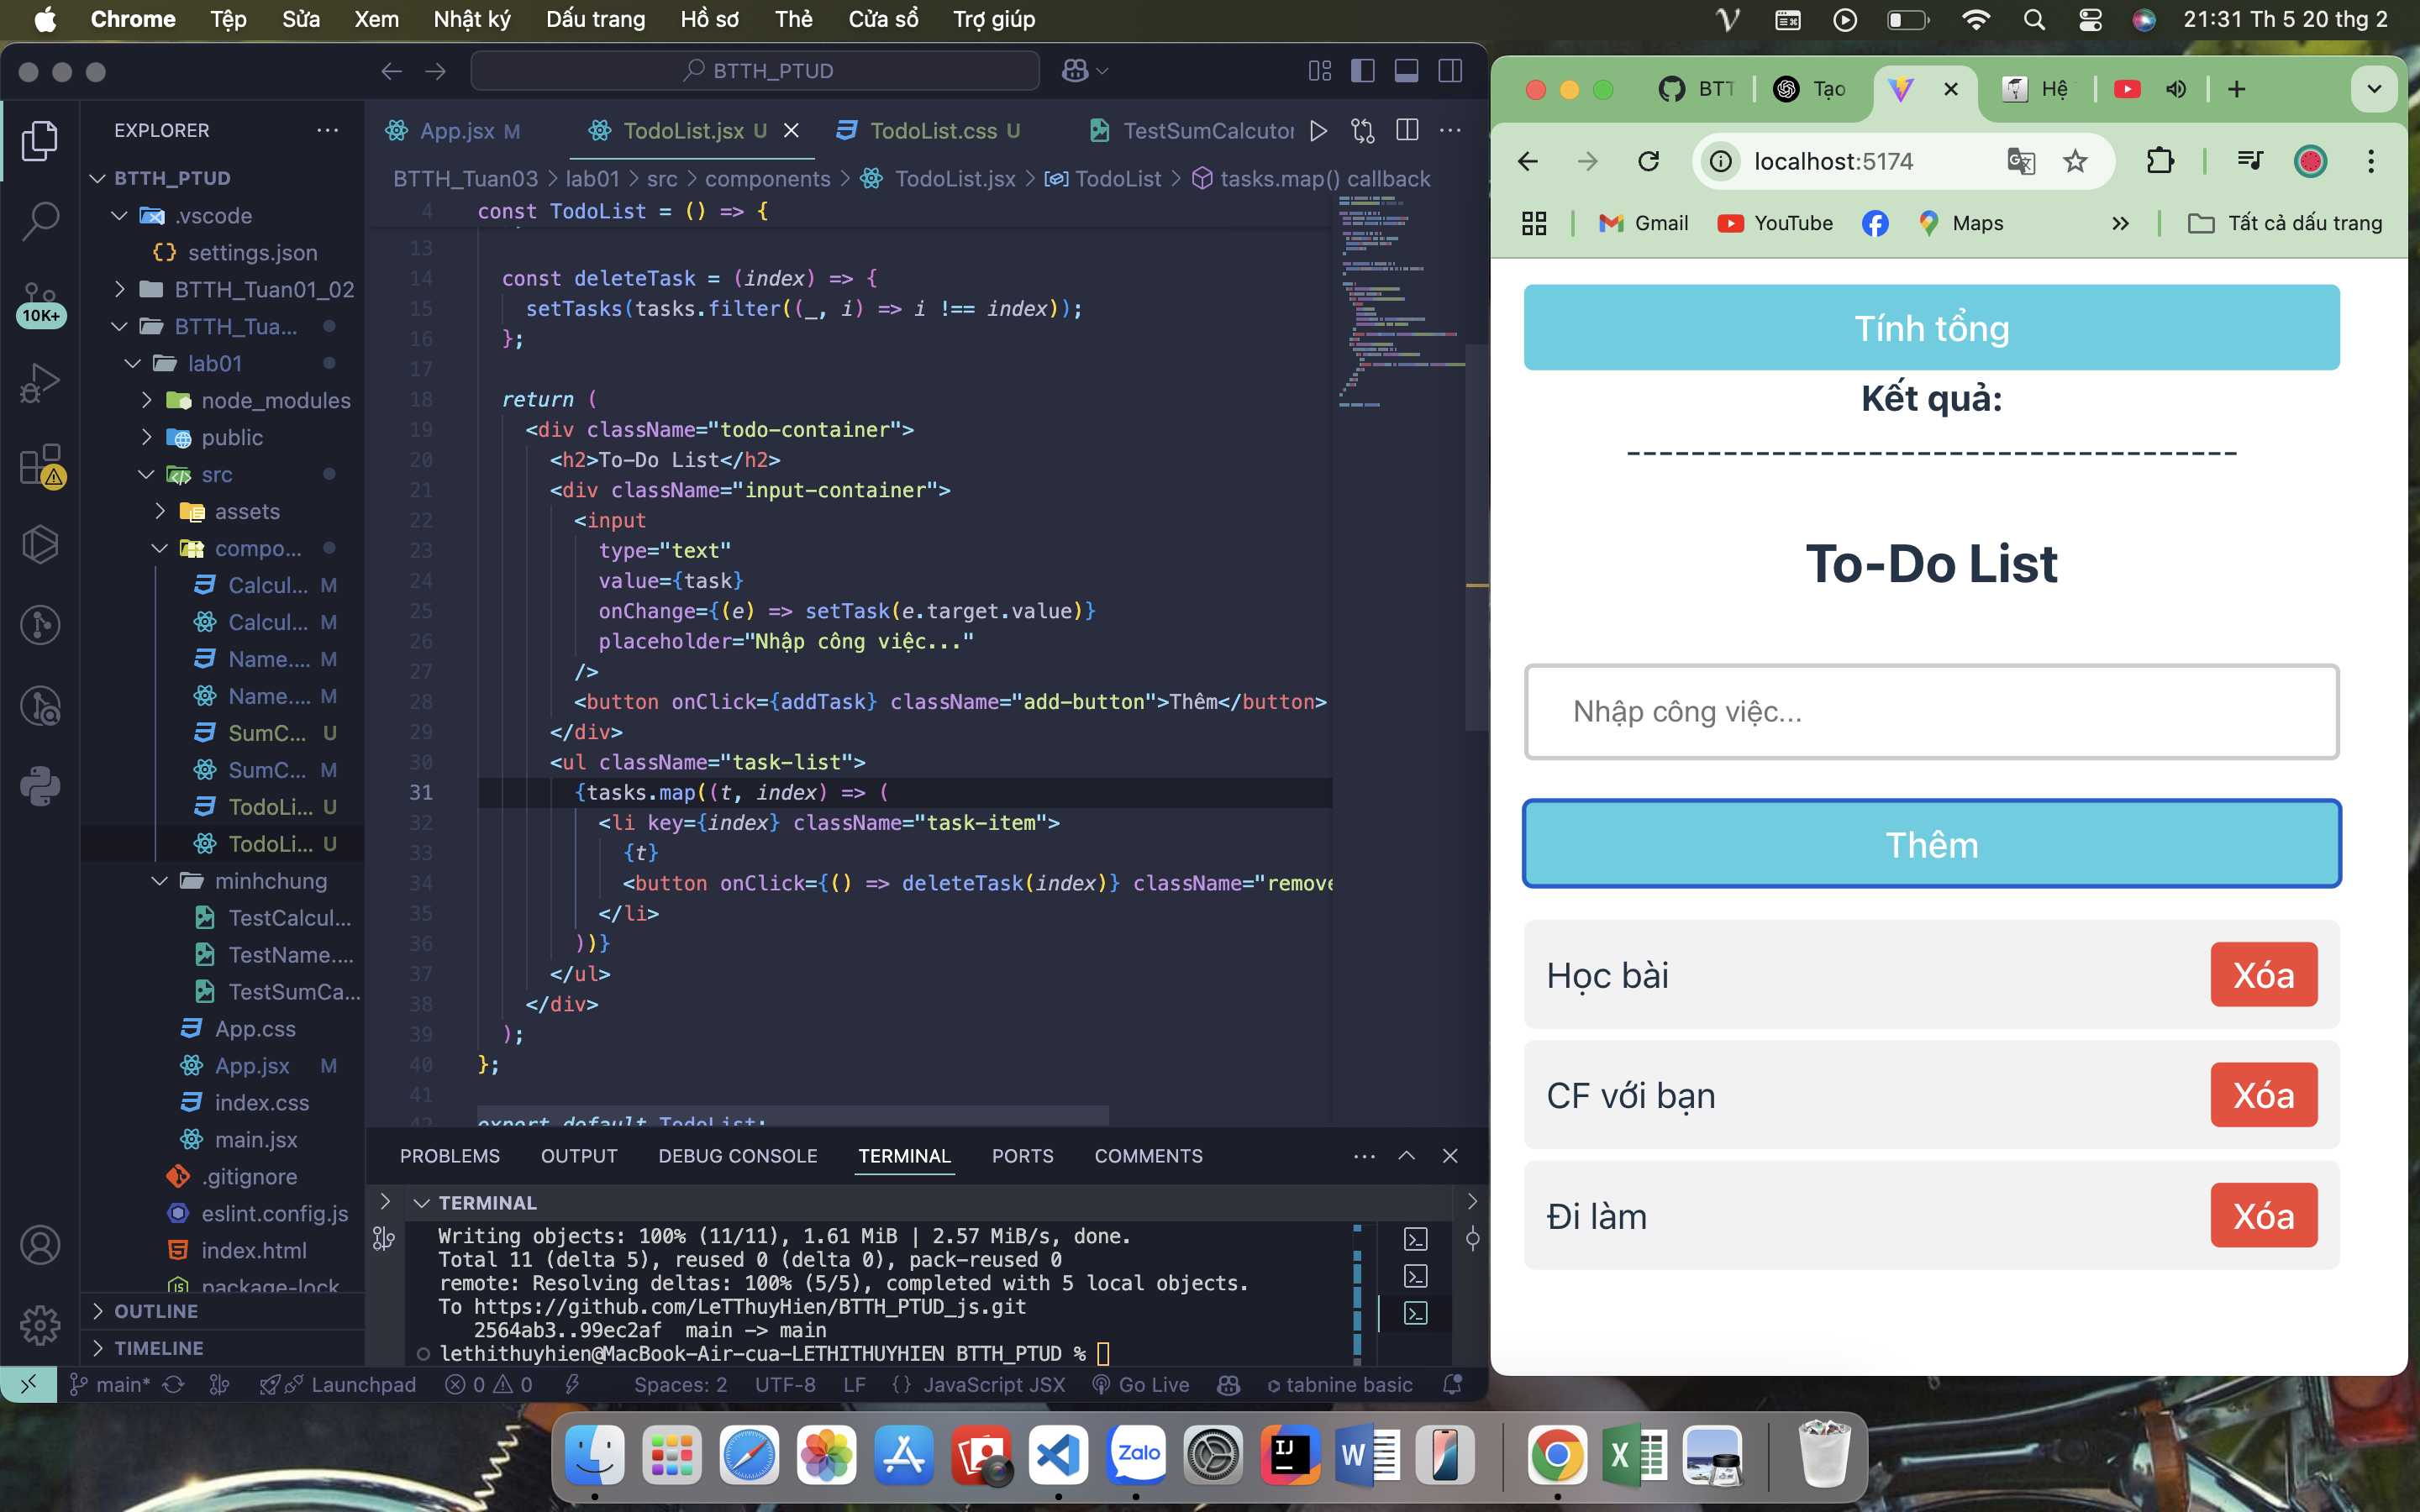 Chrome Tệp Sửa Xem Nhật ký Dấu trang Hồ sơ Thẻ Cửa sổ Trợ giúp 21:31 Th 5 20 thg 2
BTTH_PTUD
EXPLORER
BTTH_PTUD
.vscode
settings.json
BTTH_Tuan01_02
BTTH_Tua...
lab01
node_modules
public
src
assets
compo...
Calcul... M
Calcul... M
Name.... M
Name.... M
SumC... U
SumC... M
TodoLi... U
TodoLi... U
minhchung
TestCalcul...
TestName....
TestSumCa...
App.css
App.jsx M
index.css
main.jsx
.gitignore
eslint.config.js
index.html
package-lock
OUTLINE
TIMELINE
10K+
App.jsx M TodoList.jsx U TodoList.css U TestSumCalcutor
BTTH_Tuan03 > lab01 > src > components > TodoList.jsx > TodoList > tasks.map() callback
4 const TodoList = () => {
13
14 const deleteTask = (index) => {
15 setTasks(tasks.filter((_, i) => i !== index));
16 };
17
18 return (
19 <div className="todo-container">
20 <h2>To-Do List</h2>
21 <div className="input-container">
22 <input
23 type="text"
24 value={task}
25 onChange={(e) => setTask(e.target.value)}
26 placeholder="Nhập công việc..."
27 />
28 <button onClick={addTask} className="add-button">Thêm</button>
29 </div>
30 <ul className="task-list">
31 {tasks.map((t, index) => (
32 <li key={index} className="task-item">
33 {t}
34 <button onClick={() => deleteTask(index)} className="remove
35 </li>
36 ))}
37 </ul>
38 </div>
39 );
40 };
41
42 export default TodoList;
PROBLEMS OUTPUT DEBUG CONSOLE TERMINAL PORTS COMMENTS
TERMINAL
Writing objects: 100% (11/11), 1.61 MiB | 2.57 MiB/s, done.
Total 11 (delta 5), reused 0 (delta 0), pack-reused 0
remote: Resolving deltas: 100% (5/5), completed with 5 local objects.
To https://github.com/LeTThuyHien/BTTH_PTUD_js.git
2564ab3..99ec2af main -> main
lethithuyhien@MacBook-Air-cua-LETHITHUYHIEN BTTH_PTUD %
main* Launchpad 0 0 Spaces: 2 UTF-8 LF {} JavaScript JSX Go Live tabnine basic
BTT Tạo Hệ
localhost:5174
Gmail YouTube Maps Tất cả dấu trang
Tính tổng
Kết quả:
--------------------------------------
To-Do List
Nhập công việc...
Thêm
Học bài Xóa
CF với bạn Xóa
Đi làm Xóa
Zalo
IJ
W
X